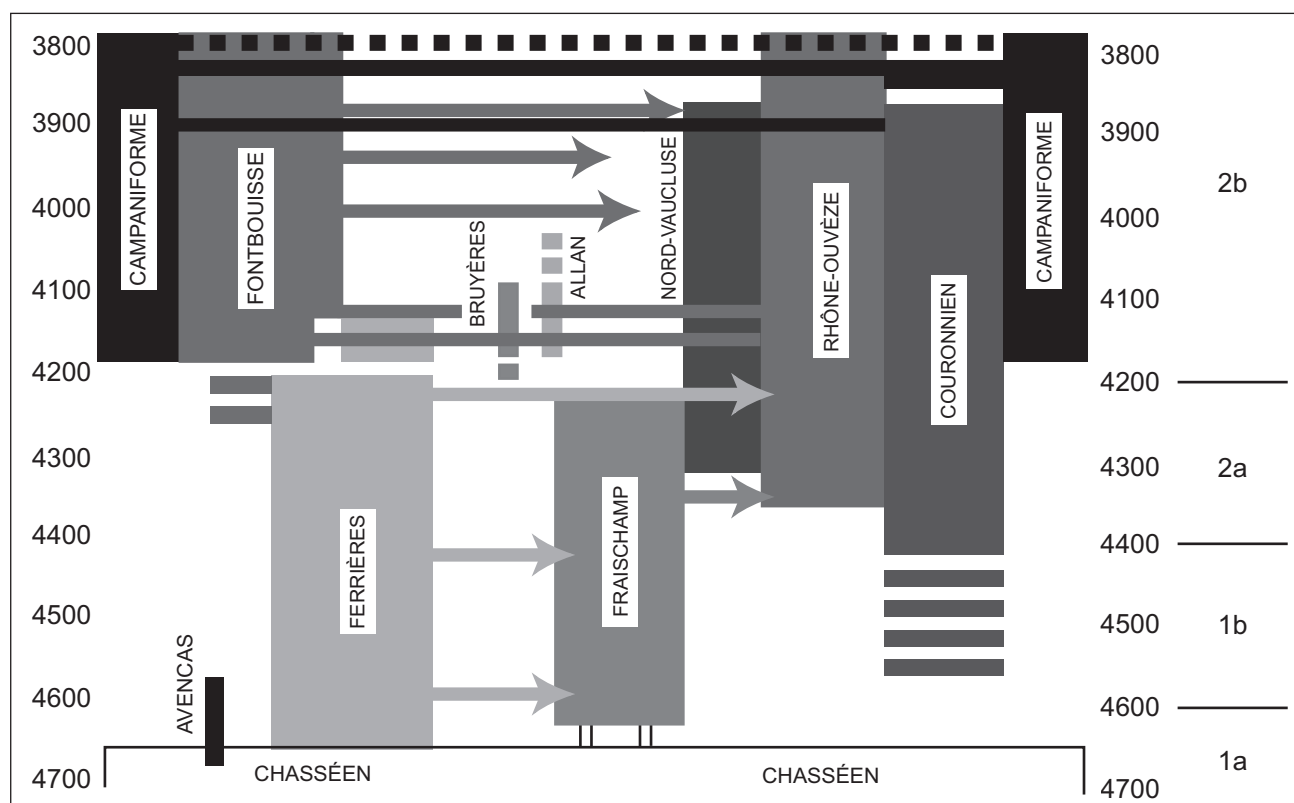 3800
3900
4000
4100
4200
4300
4400
4500
4600
4700
CAMPANIFORME
FONTBOUISSE
BRUYÈRES
ALLAN
NORD-VAUCLUSE
RHÔNE-OUVÈZE
COURONNIEN
CAMPANIFORME
FERRIÈRES
FRAISCHAMP
AVENCAS
CHASSÉEN
CHASSÉEN
3800
3900
4000
4100
4200
4300
4400
4500
4600
4700
2b
2a
1b
1a